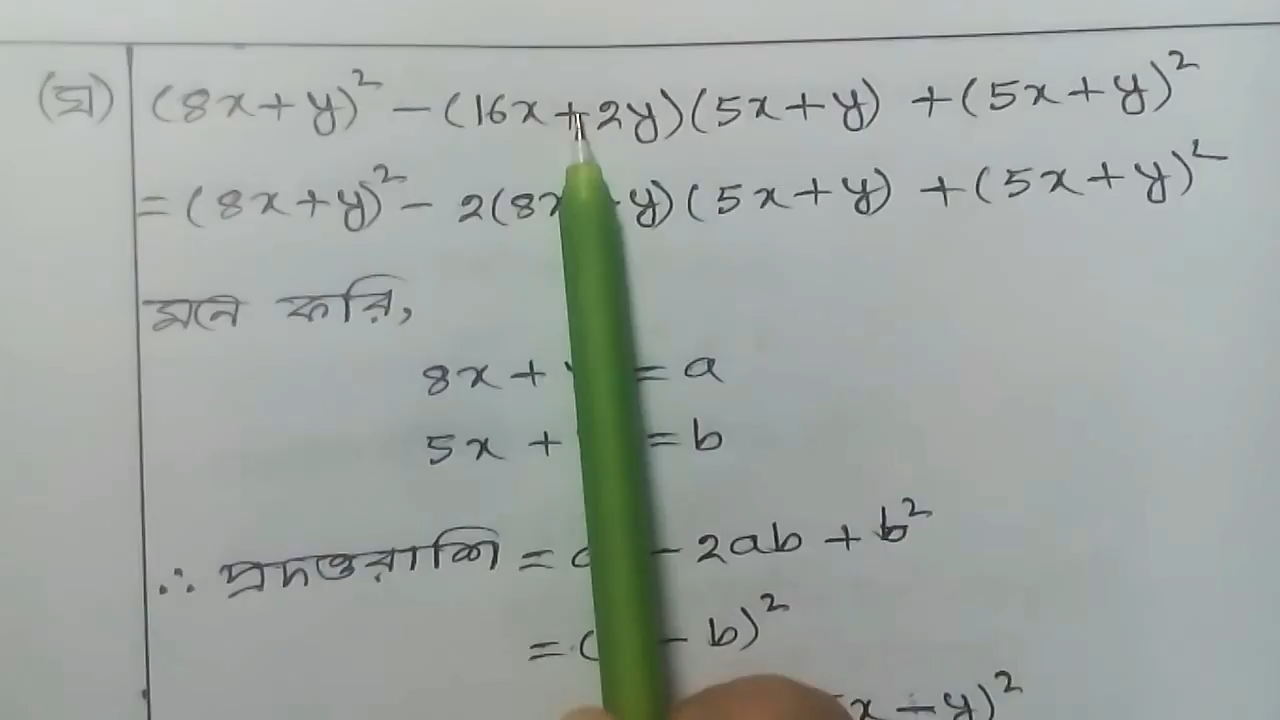 (ঘ) (8x+y)² - (16x+2y)(5x+y) + (5x+y)²
= (8x+y)² - 2(8x y)(5x+y) + (5x+y)²
মনে করি,
8x + = a
5x + = b
∴ প্রদত্তরাশি = - 2ab + b²
= ( - b)²
x - y)²